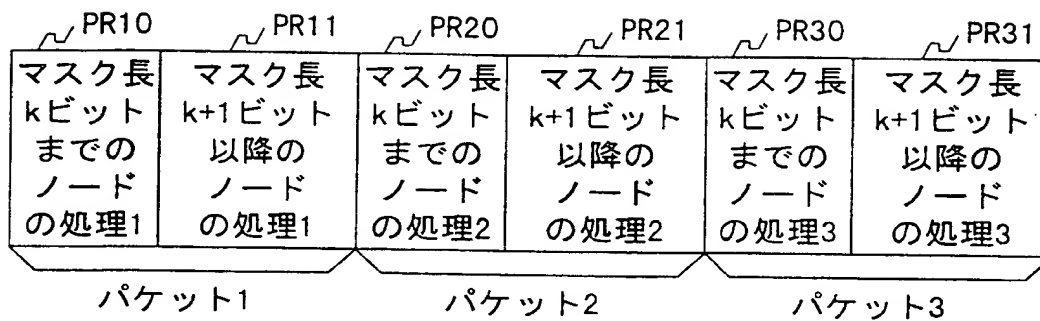 PR10 PR11 PR20 PR21 PR30 PR31
マスク長
kビット
までの
ノード
の処理1
マスク長
k+1ビット
以降の
ノード
の処理1
マスク長
kビット
までの
ノード
の処理2
マスク長
k+1ビット
以降の
ノード
の処理2
マスク長
kビット
までの
ノード
の処理3
マスク長
k+1ビット
以降の
ノード
の処理3
パケット1 パケット2 パケット3